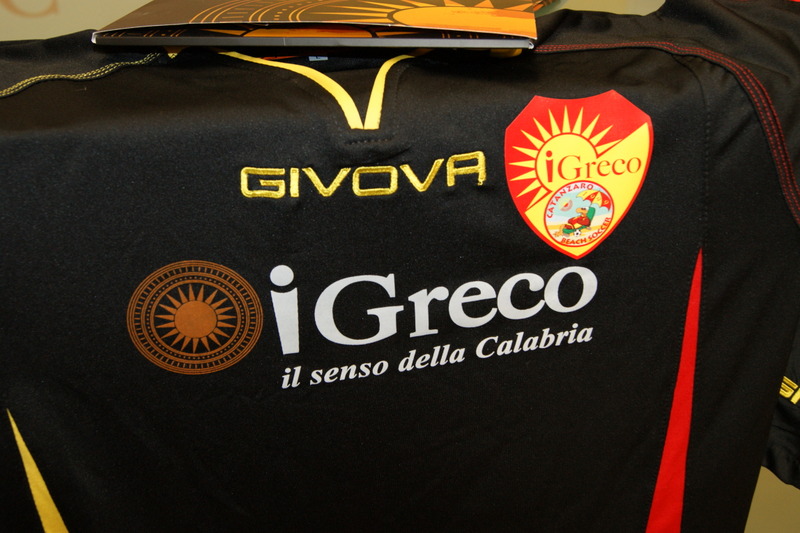 GIVOVA
iGreco
CATANZARO
BEACH SOCCER
iGreco
il senso della Calabria